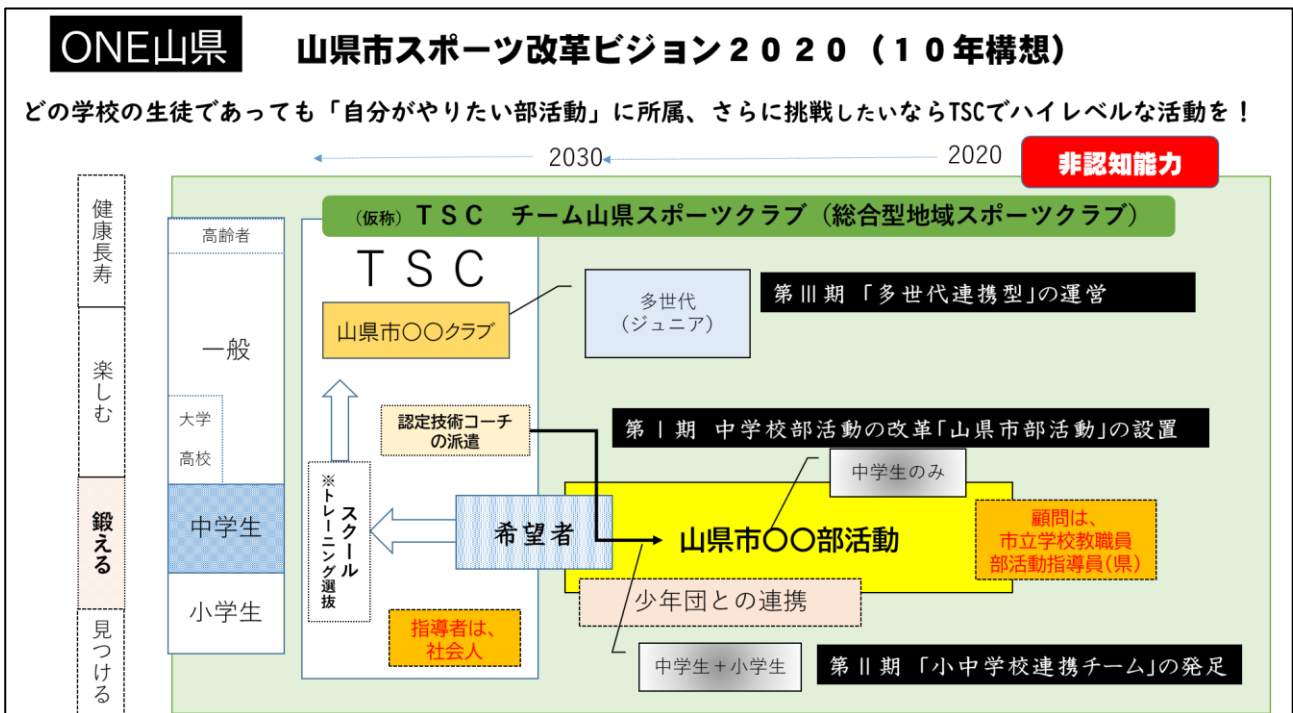 ONE山県
山県市スポーツ改革ビジョン2020(10年構想)
どの学校の生徒であっても「自分がやりたい部活動」に所属、さらに挑戦したいならTSCでハイレベルな活動を!
2030
2020
非認知能力
健康長寿
楽しむ
鍛える
見つける
高齢者
一般
大学
高校
中学生
小学生
(仮称)TSC チーム山県スポーツクラブ(総合型地域スポーツクラブ)
TSC
山県市〇〇クラブ
多世代
(ジュニア)
第Ⅲ期「多世代連携型」の運営
認定技術コーチ
の派遣
第Ⅰ期 中学校部活動の改革「山県市部活動」の設置
中学生のみ
スクール
※トレーニング選抜
希望者
山県市〇〇部活動
顧問は、
市立学校教職員
部活動指導員(県)
少年団との連携
指導者は、
社会人
中学生+小学生
第Ⅱ期「小中学校連携チーム」の発足